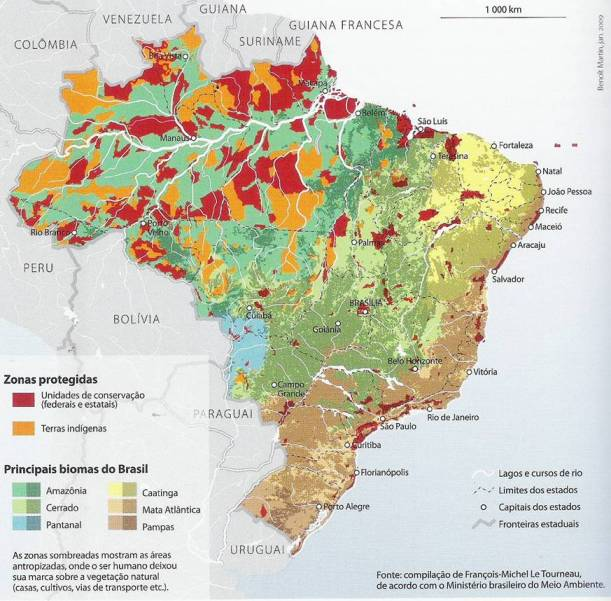 GUIANA
VENEZUELA
GUIANA FRANCESA
1 000 km
COLÔMBIA
SURINAME
Benoît Martin, jan. 2009
Boa Vista
Macapá
Belém
São Luís
Manaus
Fortaleza
Teresina
Natal
João Pessoa
Porto
Velho
Recife
Rio Branco
Maceió
Palmas
Aracaju
PERU
Salvador
BRASÍLIA
Cuiabá
BOLÍVIA
Goiânia
Belo Horizonte
Vitória
Zonas protegidas
Campo
Grande
Unidades de conservação
(federais e estatais)
PARAGUAI
Rio de Janeiro
São Paulo
Terras indígenas
Curitiba
Principais biomas do Brasil
Florianópolis
Lagos e cursos de rio
Amazônia
Caatinga
Limites dos estados
Cerrado
Mata Atlântica
Porto Alegre
Capitais dos estados
Pantanal
Pampas
Fronteiras estaduais
URUGUAI
As zonas sombreadas mostram as áreas
antropizadas, onde o ser humano deixou
sua marca sobre a vegetação natural
(casas, cultivos, vias de transporte etc.).
Fonte: compilação de François-Michel Le Tourneau,
de acordo com o Ministério brasileiro do Meio Ambiente.